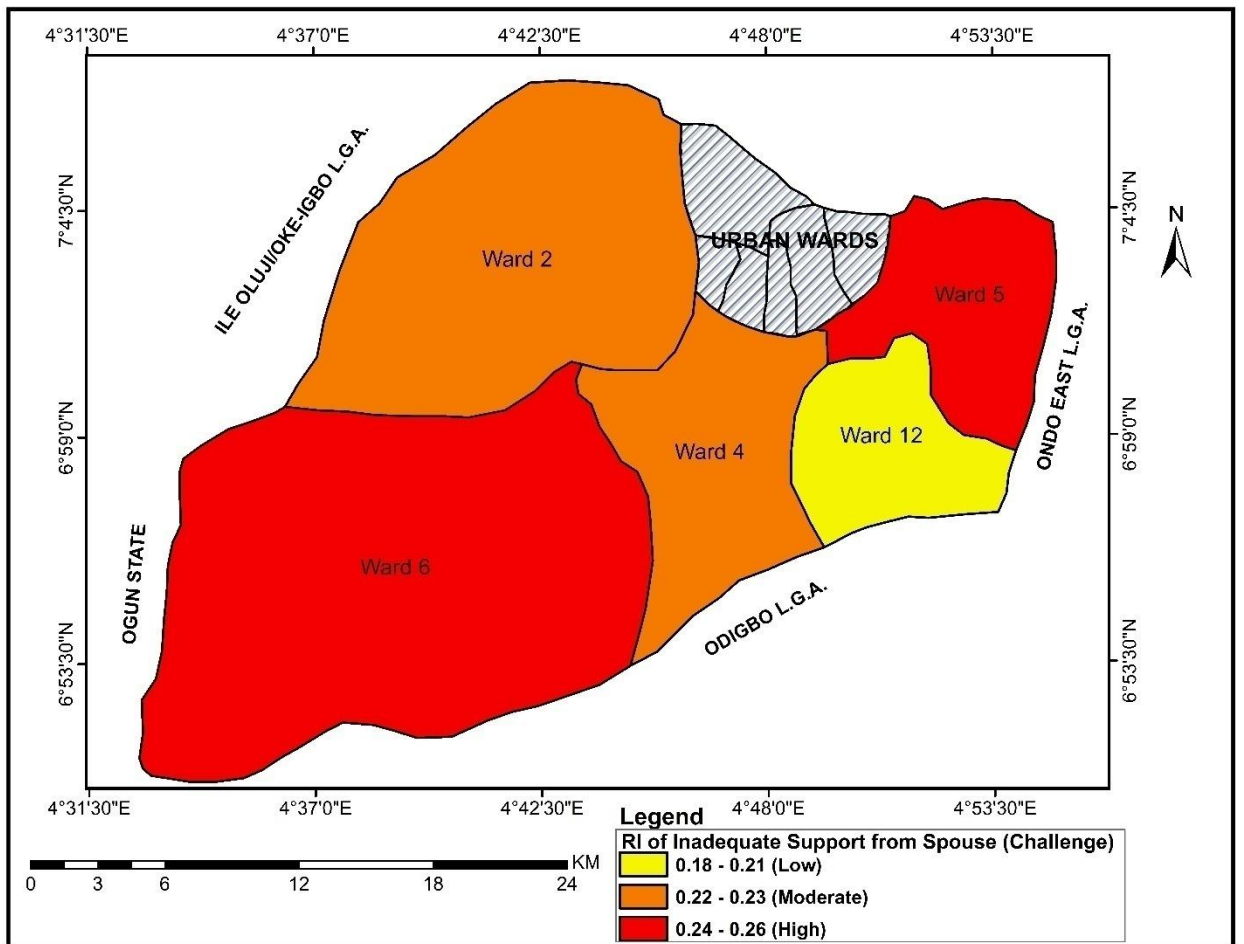 4°31'30"E
4°37'0"E
4°42'30"E
4°48'0"E
4°53'30"E
7°4'30"N
7°4'30"N
N
ILE OLUJI/OKE-IGBO L.G.A.
URBAN WARDS
Ward 2
Ward 5
ONDO EAST L.G.A.
6°59'0"N
6°59'0"N
Ward 12
Ward 4
Ward 6
OGUN STATE
ODIGBO L.G.A.
6°53'30"N
6°53'30"N
4°31'30"E
4°37'0"E
4°42'30"E
4°48'0"E
4°53'30"E
Legend
RI of Inadequate Support from Spouse (Challenge)
0.18 - 0.21 (Low)
0.22 - 0.23 (Moderate)
0.24 - 0.26 (High)
KM
0 3 6 12 18 24